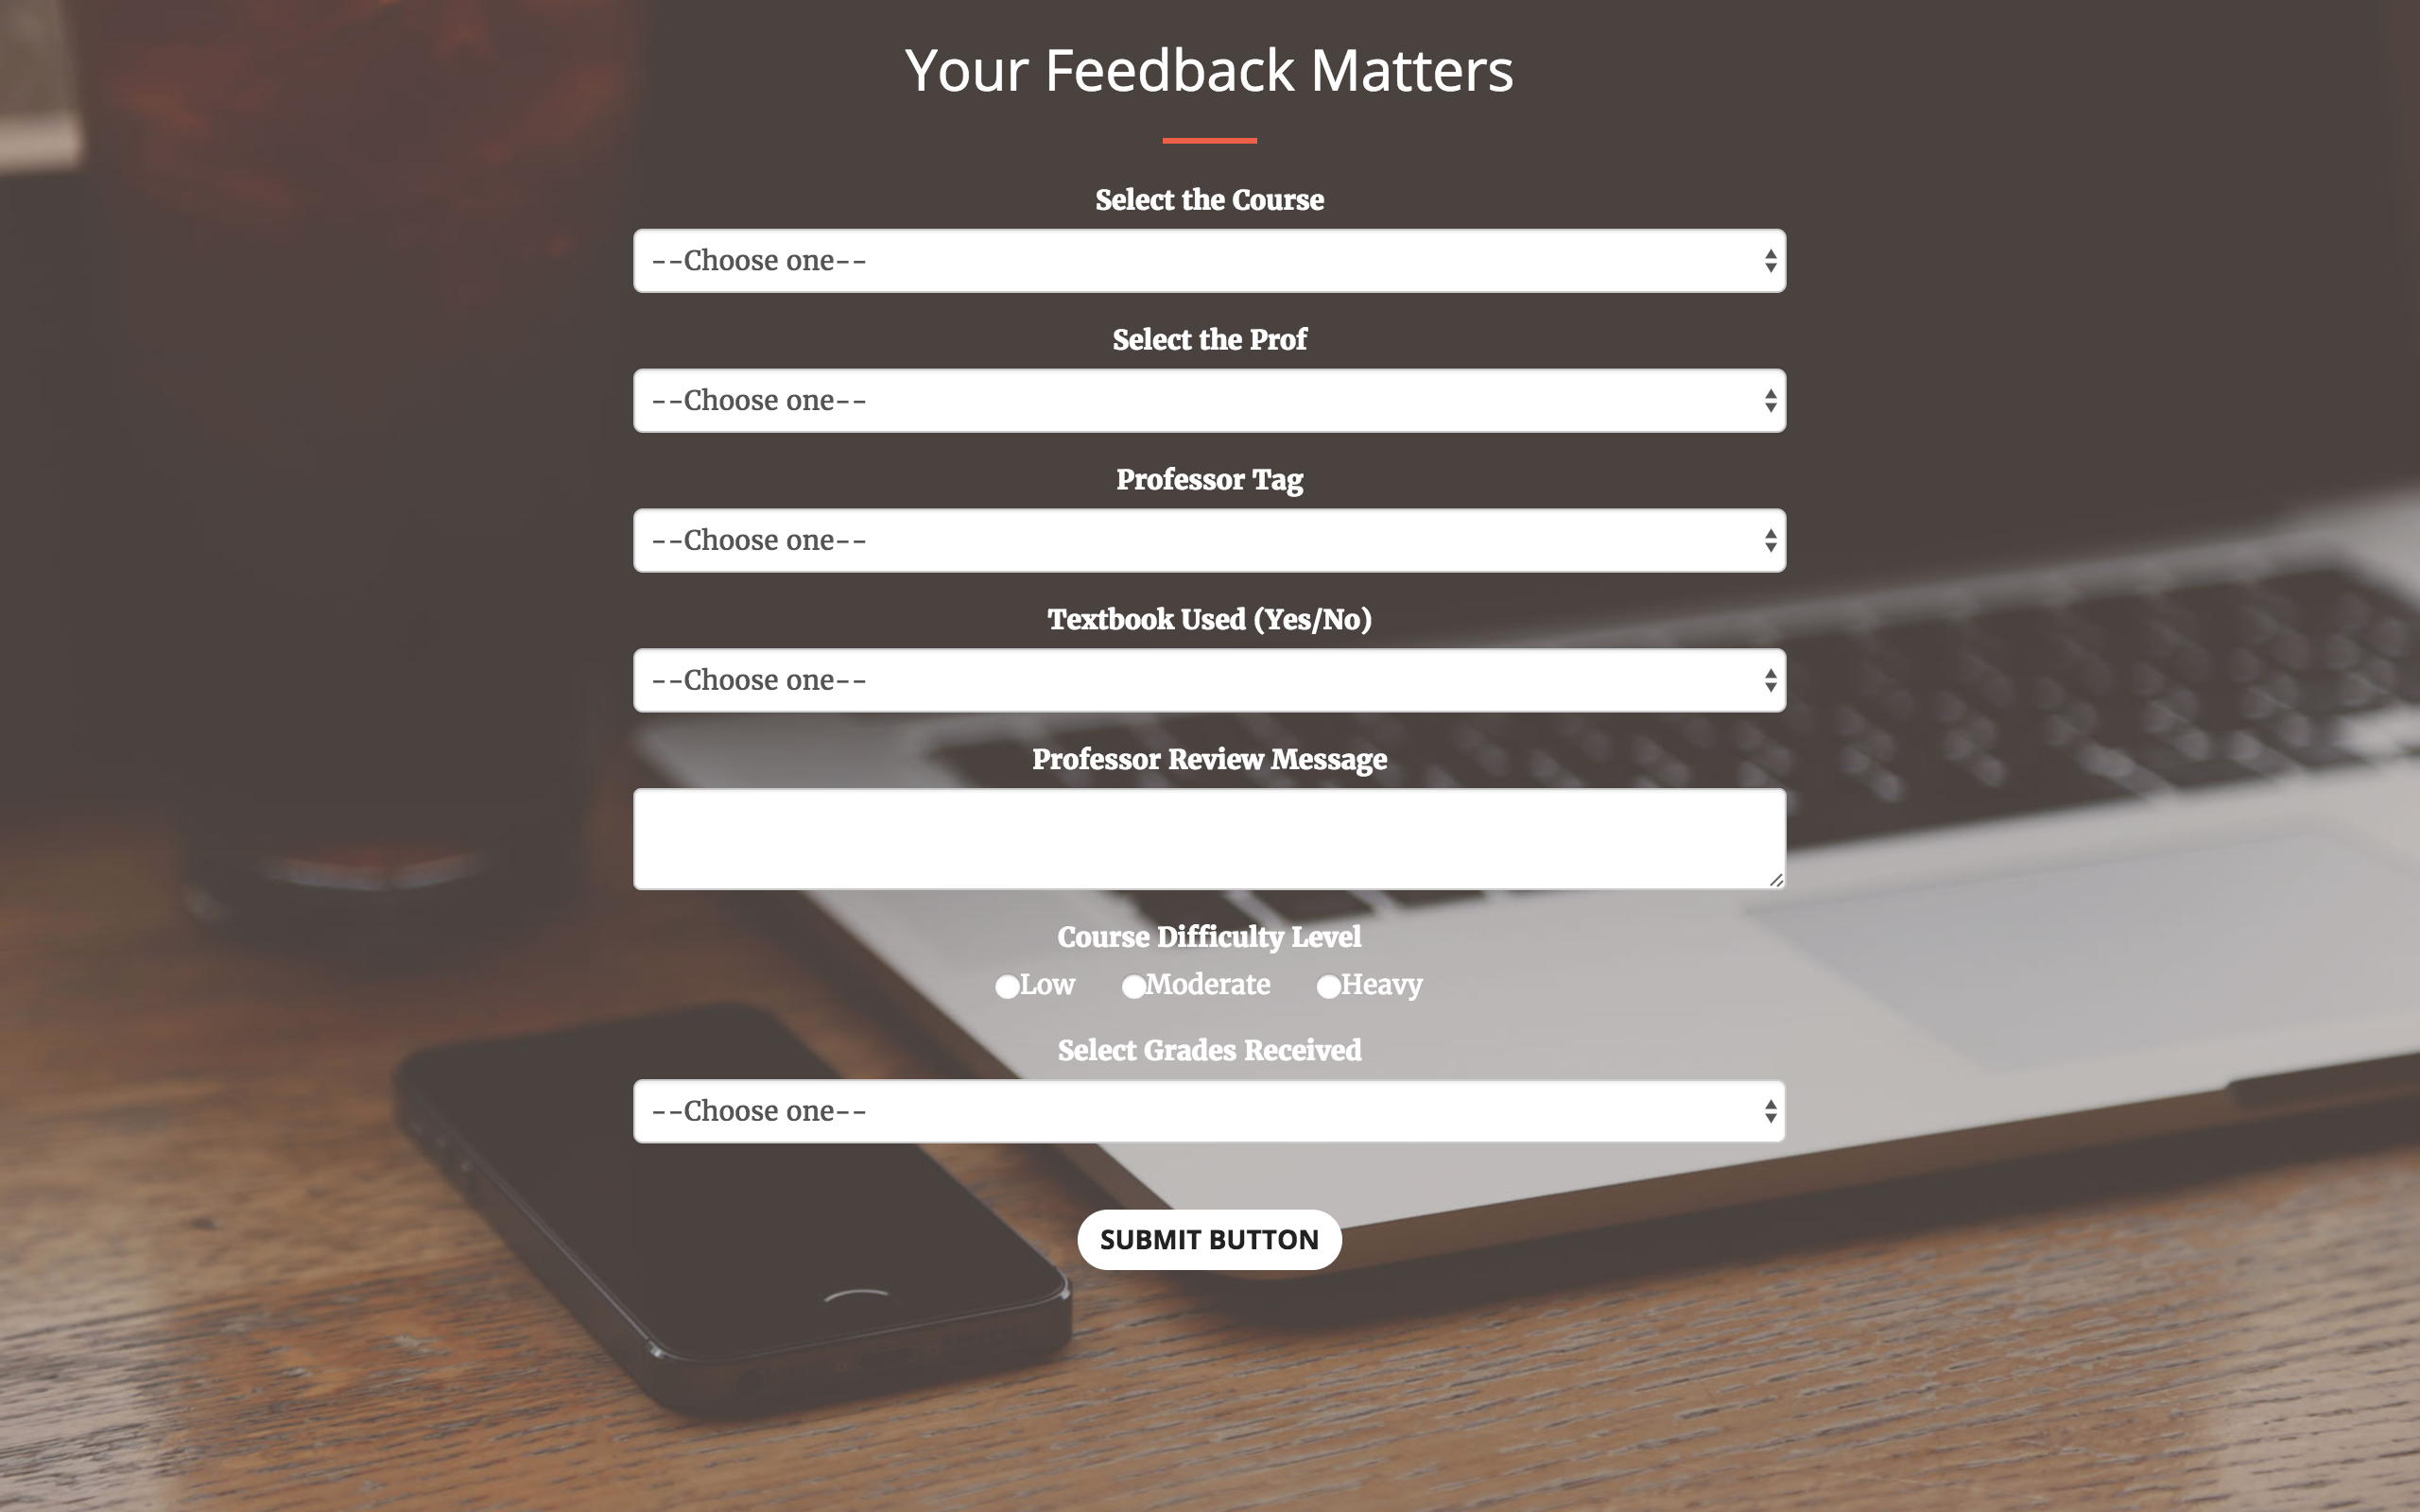 Your Feedback Matters
Select the Course
--Choose one--
Select the Prof
--Choose one--
Professor Tag
--Choose one--
Textbook Used (Yes/No)
--Choose one--
Professor Review Message
Course Difficulty Level
Low Moderate Heavy
Select Grades Received
--Choose one--
SUBMIT BUTTON